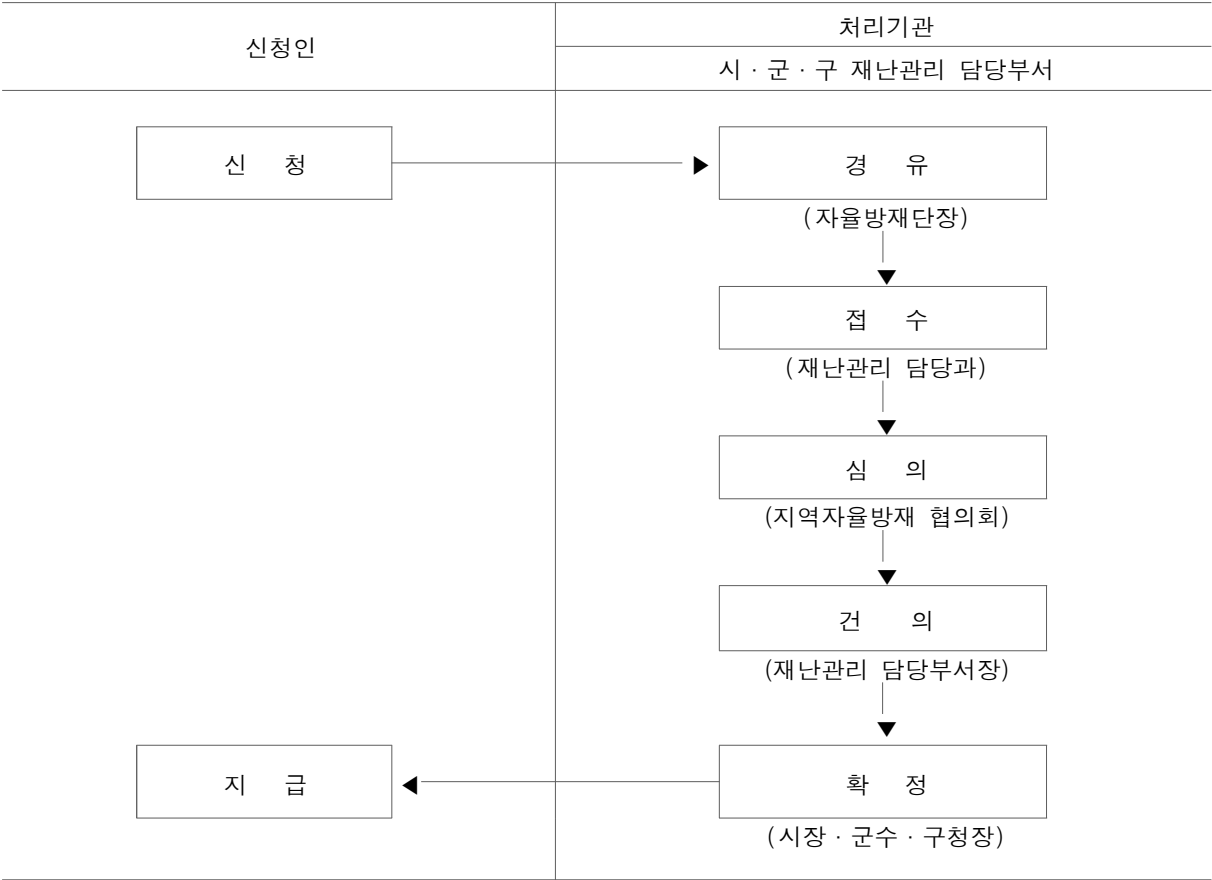 신청인
처리기관
시 · 군 · 구 재난관리 담당부서
신 청
경 유
(자율방재단장)
접 수
(재난관리 담당과)
심 의
(지역자율방재 협의회)
건 의
(재난관리 담당부서장)
지 급
확 정
(시장 · 군수 · 구청장)